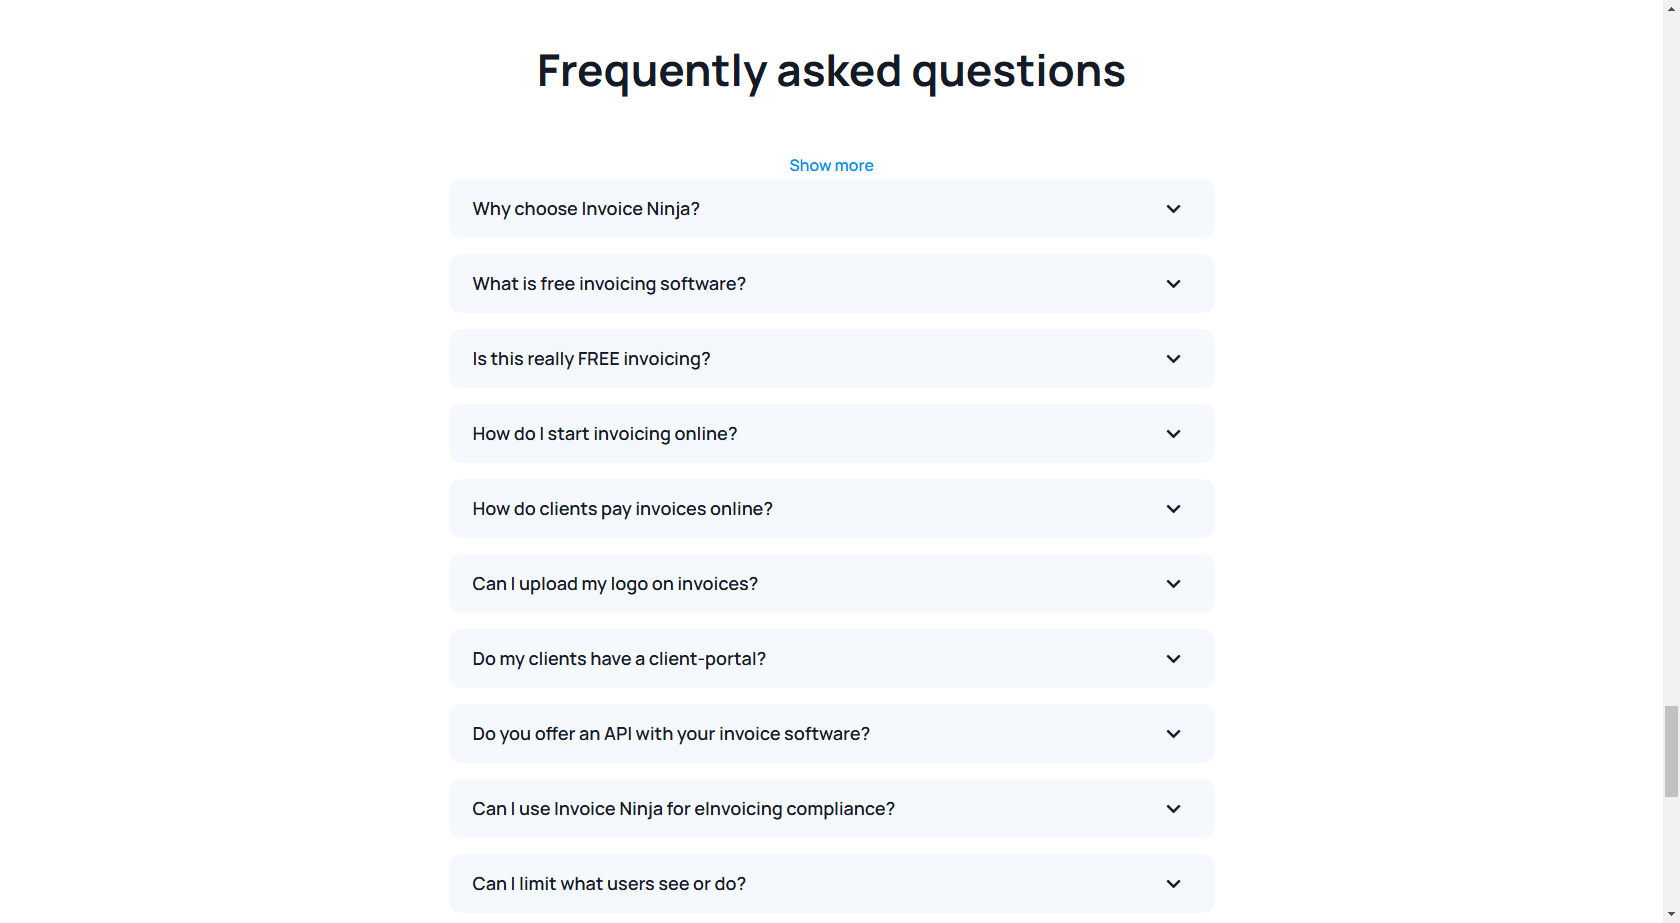 Frequently asked questions
Show more
Why choose Invoice Ninja?
What is free invoicing software?
Is this really FREE invoicing?
How do I start invoicing online?
How do clients pay invoices online?
Can I upload my logo on invoices?
Do my clients have a client-portal?
Do you offer an API with your invoice software?
Can I use Invoice Ninja for eInvoicing compliance?
Can I limit what users see or do?